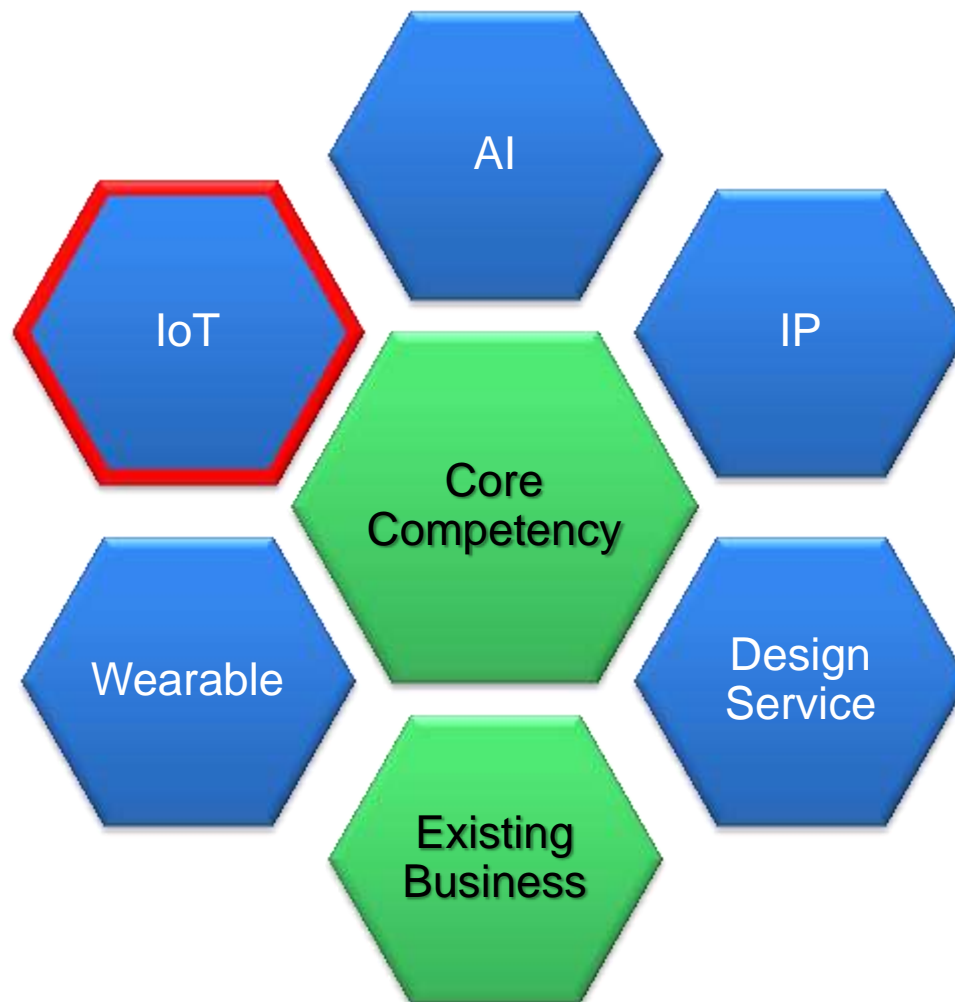 AI
IoT
IP
Core
Competency
Wearable
Design
Service
Existing
Business